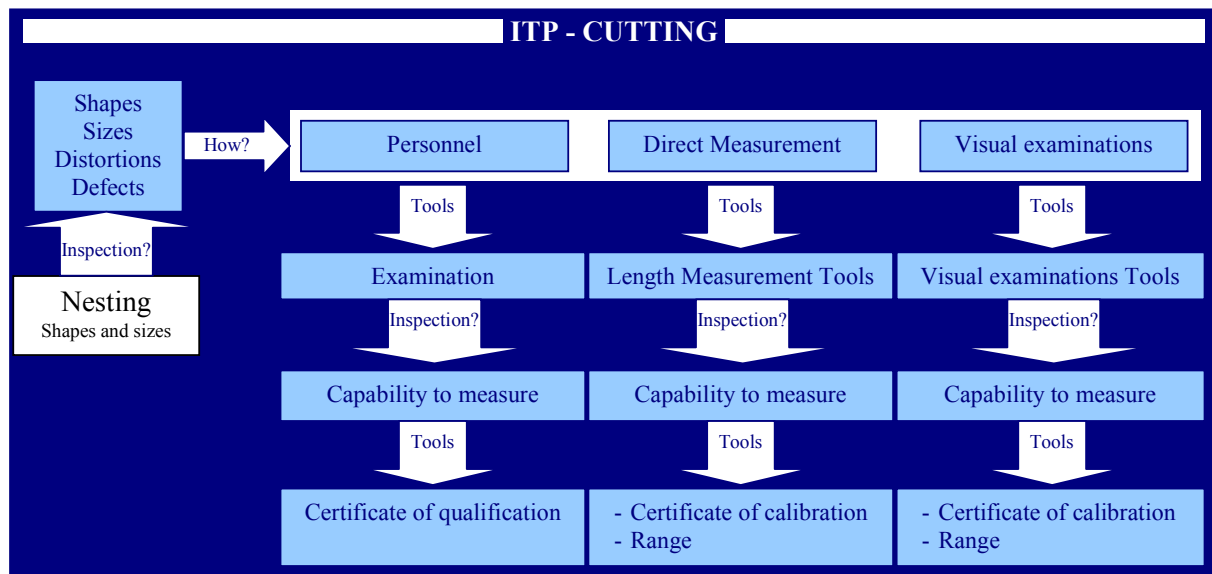 ITP - CUTTING
Shapes
Sizes
Distortions
Defects
How?
Personnel
Direct Measurement
Visual examinations
Inspection?
Nesting
Shapes and sizes
Tools
Tools
Tools
Examination
Length Measurement Tools
Visual examinations Tools
Inspection?
Inspection?
Inspection?
Capability to measure
Capability to measure
Capability to measure
Tools
Tools
Tools
Certificate of qualification
- Certificate of calibration
- Range
- Certificate of calibration
- Range